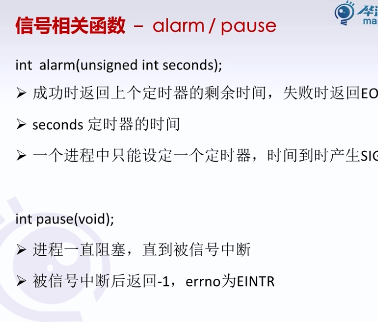 信号相关函数 – alarm / pause
int alarm(unsigned int seconds);
➢ 成功时返回上个定时器的剩余时间，失败时返回EO
➢ seconds 定时器的时间
➢ 一个进程中只能设定一个定时器，时间到时产生SIG
int pause(void);
➢ 进程一直阻塞，直到被信号中断
➢ 被信号中断后返回-1，errno为EINTR